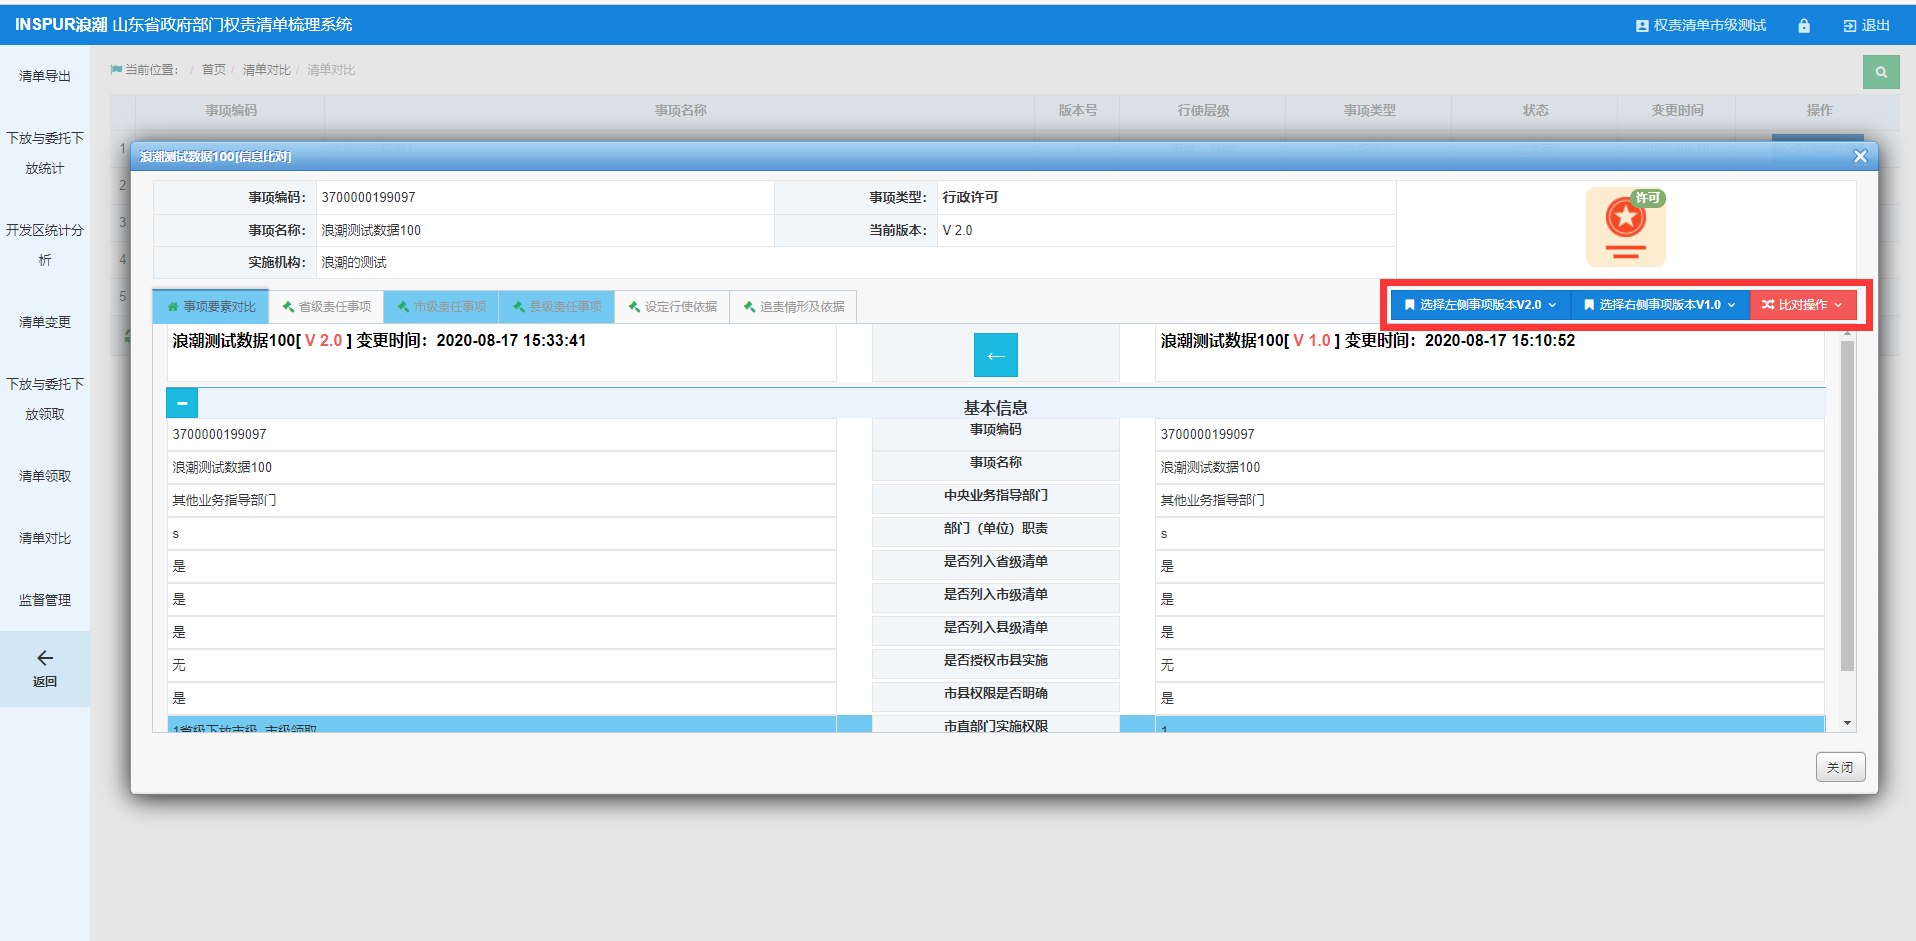 INSPUR浪潮 山东省政府部门权责清单梳理系统
权责清单市级测试
退出
清单导出
下放与委托下
放统计
开发区统计分
析
清单变更
下放与委托下
放领取
清单领取
清单对比
监督管理
返回
当前位置： / 首页 / 清单对比 / 清单对比
事项编码 事项名称 版本号 行使层级 事项类型 状态 变更时间 操作
1
2
3
4
5
浪潮测试数据100[信息比对]
事项编码： 3700000199097 事项类型： 行政许可
事项名称： 浪潮测试数据100 当前版本： V 2.0
实施机构： 浪潮的测试
许可
事项要素对比 省级责任事项 市级责任事项 县级责任事项 设定行使依据 追责情形及依据
选择左侧事项版本V2.0 选择右侧事项版本V1.0 比对操作
浪潮测试数据100[ V 2.0 ] 变更时间：2020-08-17 15:33:41 ← 浪潮测试数据100[ V 1.0 ] 变更时间：2020-08-17 15:10:52
基本信息
3700000199097 事项编码 3700000199097
浪潮测试数据100 事项名称 浪潮测试数据100
其他业务指导部门 中央业务指导部门 其他业务指导部门
s 部门（单位）职责 s
是 是否列入省级清单 是
是 是否列入市级清单 是
是 是否列入县级清单 是
无 是否授权市县实施 无
是 市县权限是否明确 是
1省级下放市级 市级领取 市直部门实施权限 1
关闭